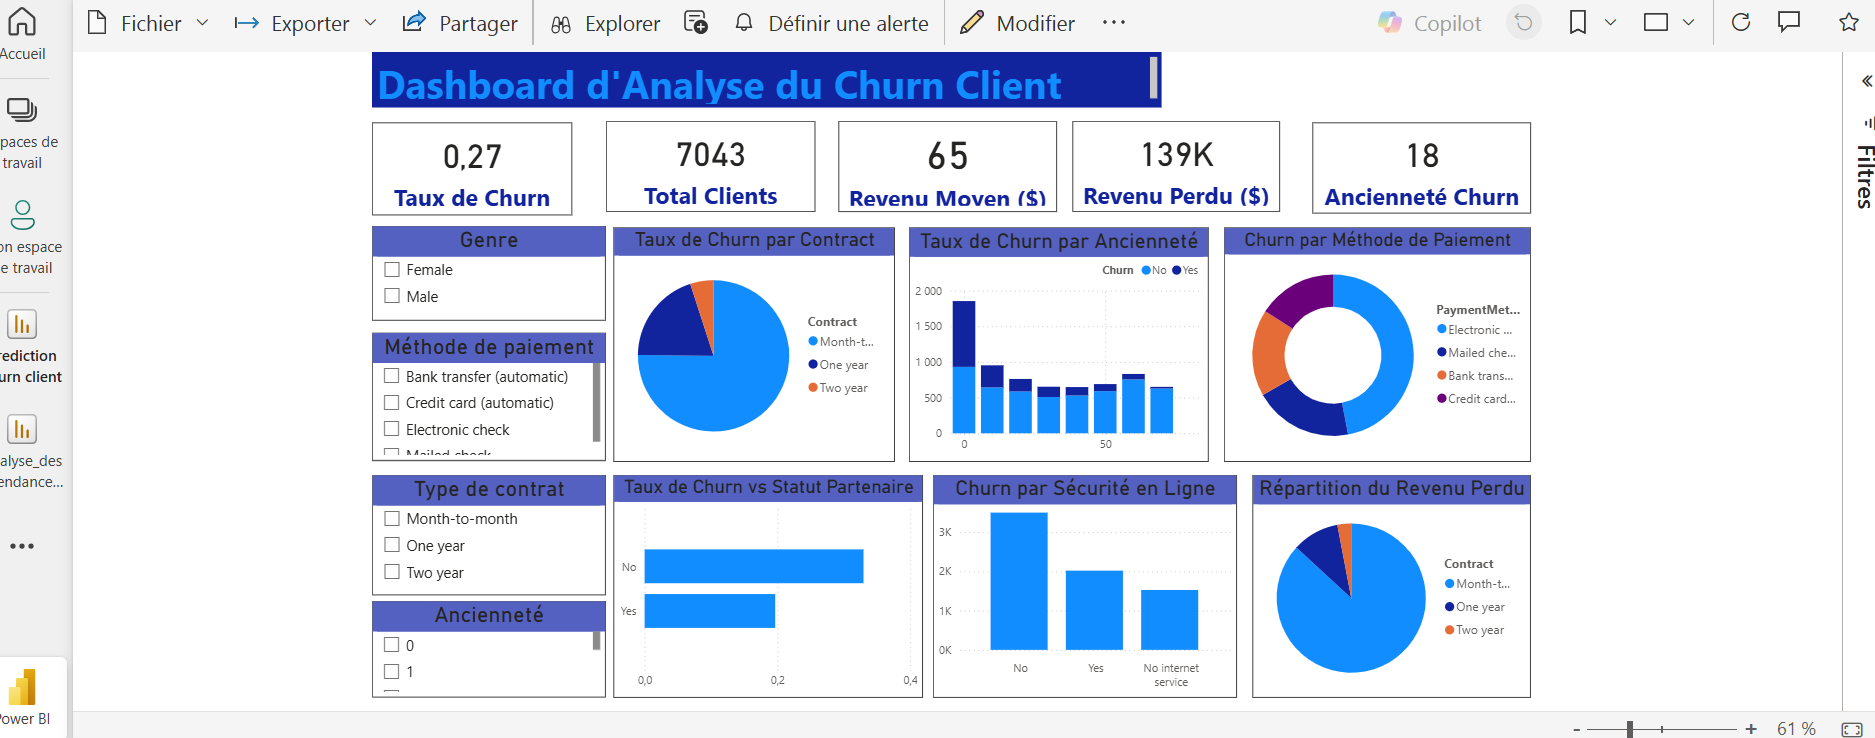 Fichier
Exporter
Partager
Explorer
Définir une alerte
Modifier
Copilot
Accueil
paces de
travail
on espace
e travail
rediction
urn client
alyse_des
endance...
Power BI
Dashboard d'Analyse du Churn Client
0,27
Taux de Churn
7043
Total Clients
65
Revenu Moyen ($)
139K
Revenu Perdu ($)
18
Ancienneté Churn
Genre
Female
Male
Méthode de paiement
Bank transfer (automatic)
Credit card (automatic)
Electronic check
Mailed check
Type de contrat
Month-to-month
One year
Two year
Ancienneté
0
1
Taux de Churn par Contract
Contract
Month-t...
One year
Two year
Taux de Churn par Ancienneté
Churn No Yes
2 000
1 500
1 000
500
0
0 50
Churn par Méthode de Paiement
PaymentMet...
Electronic ...
Mailed che...
Bank trans...
Credit card...
Taux de Churn vs Statut Partenaire
No
Yes
0,0 0,2 0,4
Churn par Sécurité en Ligne
3K
2K
1K
0K
No Yes No internet
service
Répartition du Revenu Perdu
Contract
Month-t...
One year
Two year
Filtres
- + 61 %